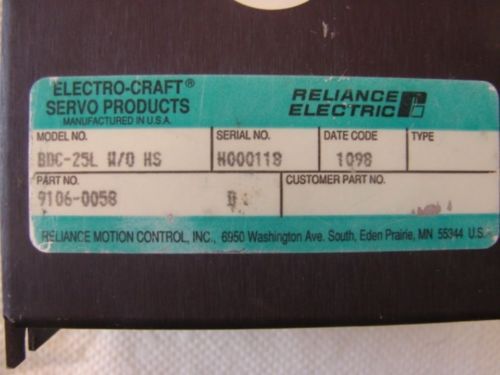 ELECTRO-CRAFT®
SERVO PRODUCTS
MANUFACTURED IN U.S.A.
RELIANCE
ELECTRIC
MODEL NO. SERIAL NO. DATE CODE TYPE
BDC-25L W/O HS H000118 1098
PART NO. CUSTOMER PART NO.
9106-0058
RELIANCE MOTION CONTROL, INC., 6950 Washington Ave. South, Eden Prairie, MN 55344 U.S.